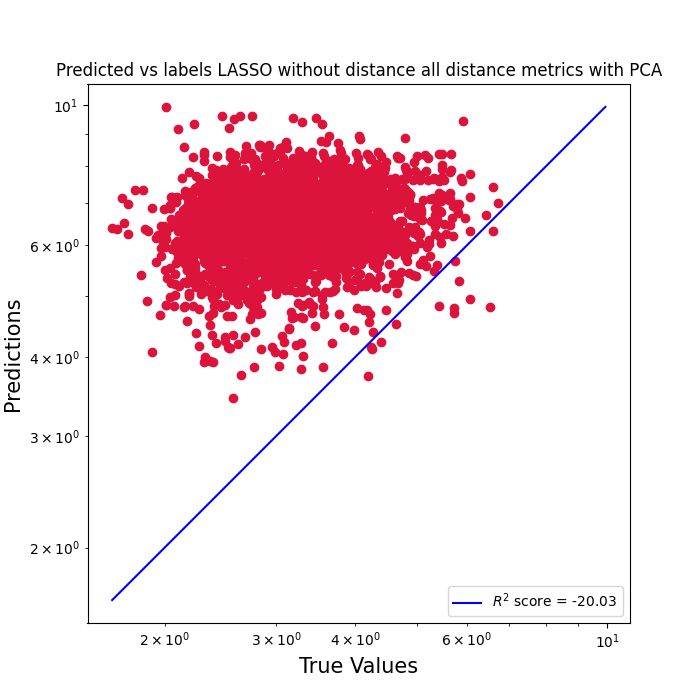 Predicted vs labels LASSO without distance all distance metrics with PCA
Predictions
10¹
6 × 10⁰
4 × 10⁰
3 × 10⁰
2 × 10⁰
R² score = -20.03
2 × 10⁰ 3 × 10⁰ 4 × 10⁰ 6 × 10⁰ 10¹
True Values